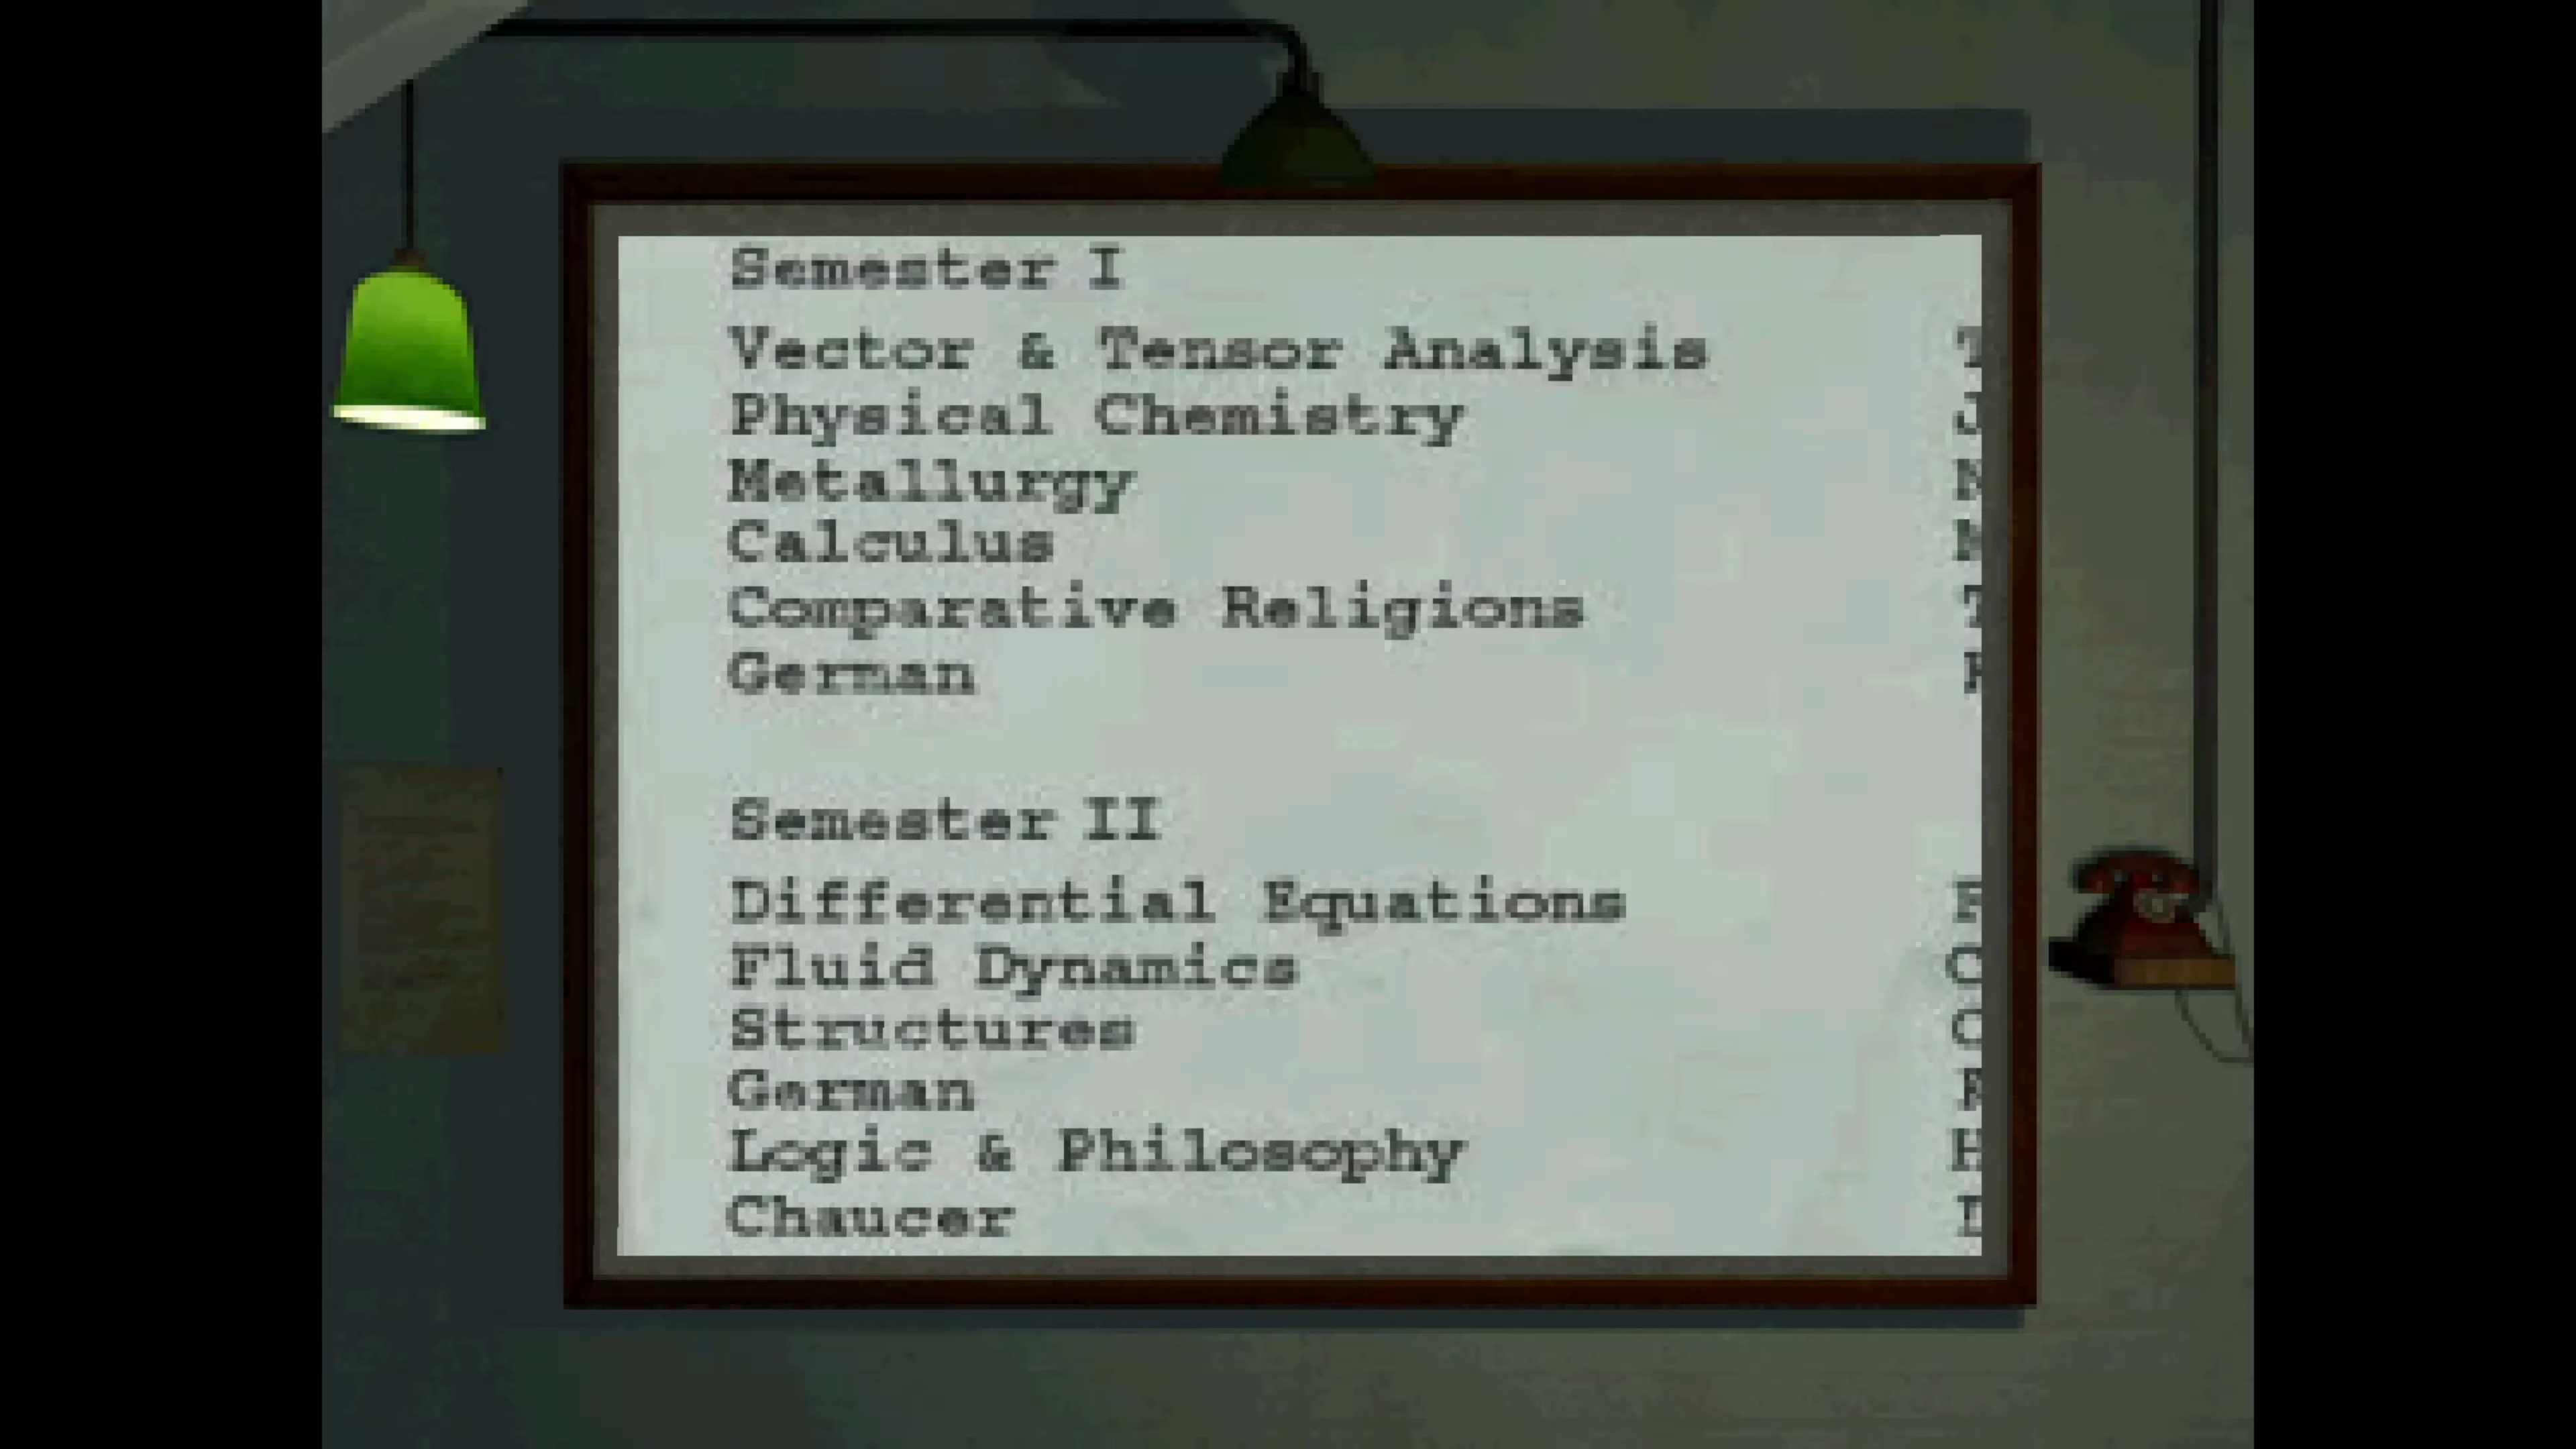 Semester I
Vector & Tensor Analysis
Physical Chemistry
Metallurgy
Calculus
Comparative Religions
German
Semester II
Differential Equations
Fluid Dynamics
Structures
German
Logic & Philosophy
Chaucer